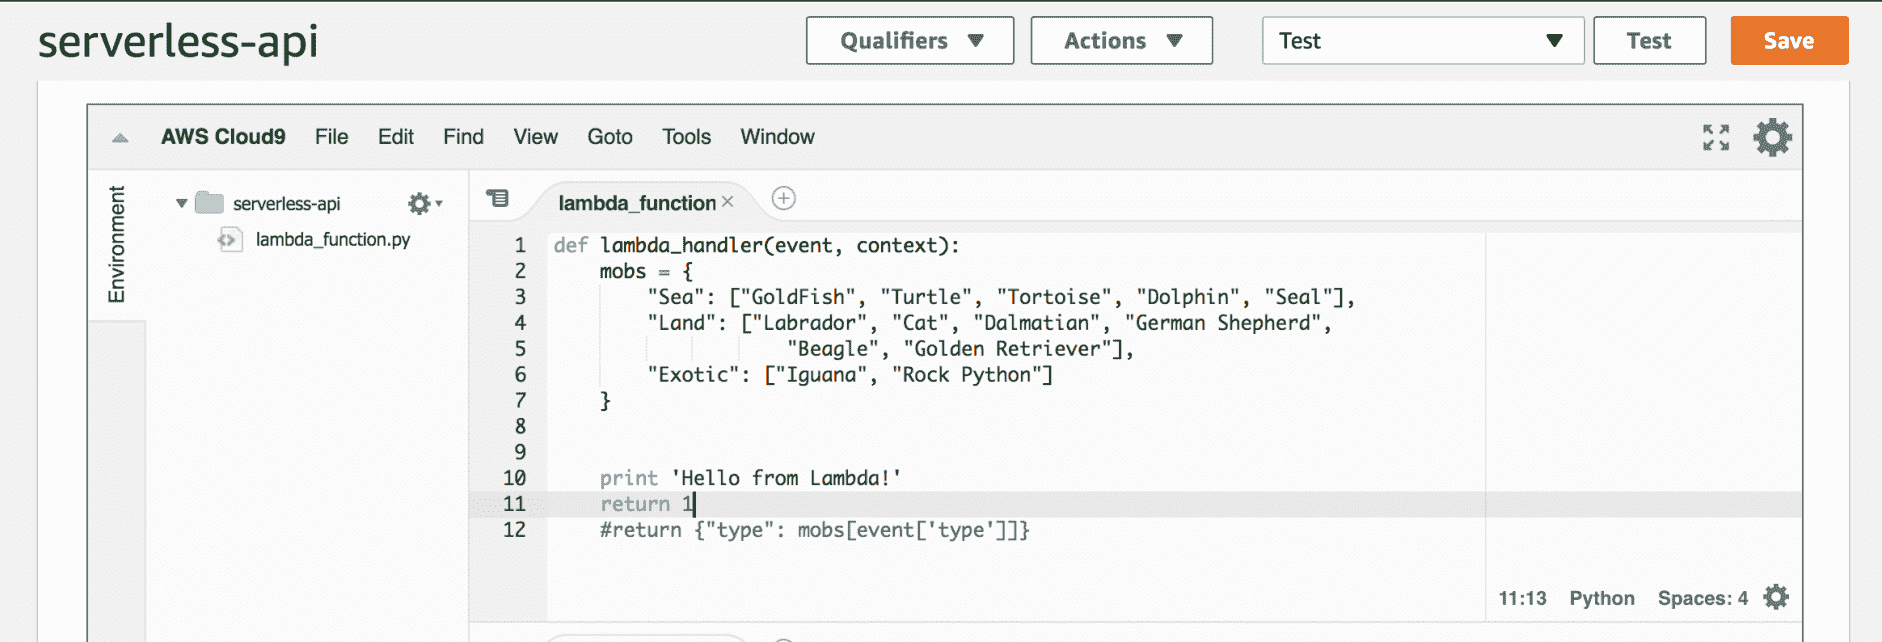 serverless-api Qualifiers Actions Test Test Save
AWS Cloud9 File Edit Find View Goto Tools Window
Environment
serverless-api
lambda_function.py
lambda_function
1 def lambda_handler(event, context):
2 mobs = {
3 "Sea": ["GoldFish", "Turtle", "Tortoise", "Dolphin", "Seal"],
4 "Land": ["Labrador", "Cat", "Dalmatian", "German Shepherd",
5 "Beagle", "Golden Retriever"],
6 "Exotic": ["Iguana", "Rock Python"]
7 }
8
9
10 print 'Hello from Lambda!'
11 return 1
12 #return {"type": mobs[event['type']]}
11:13 Python Spaces: 4